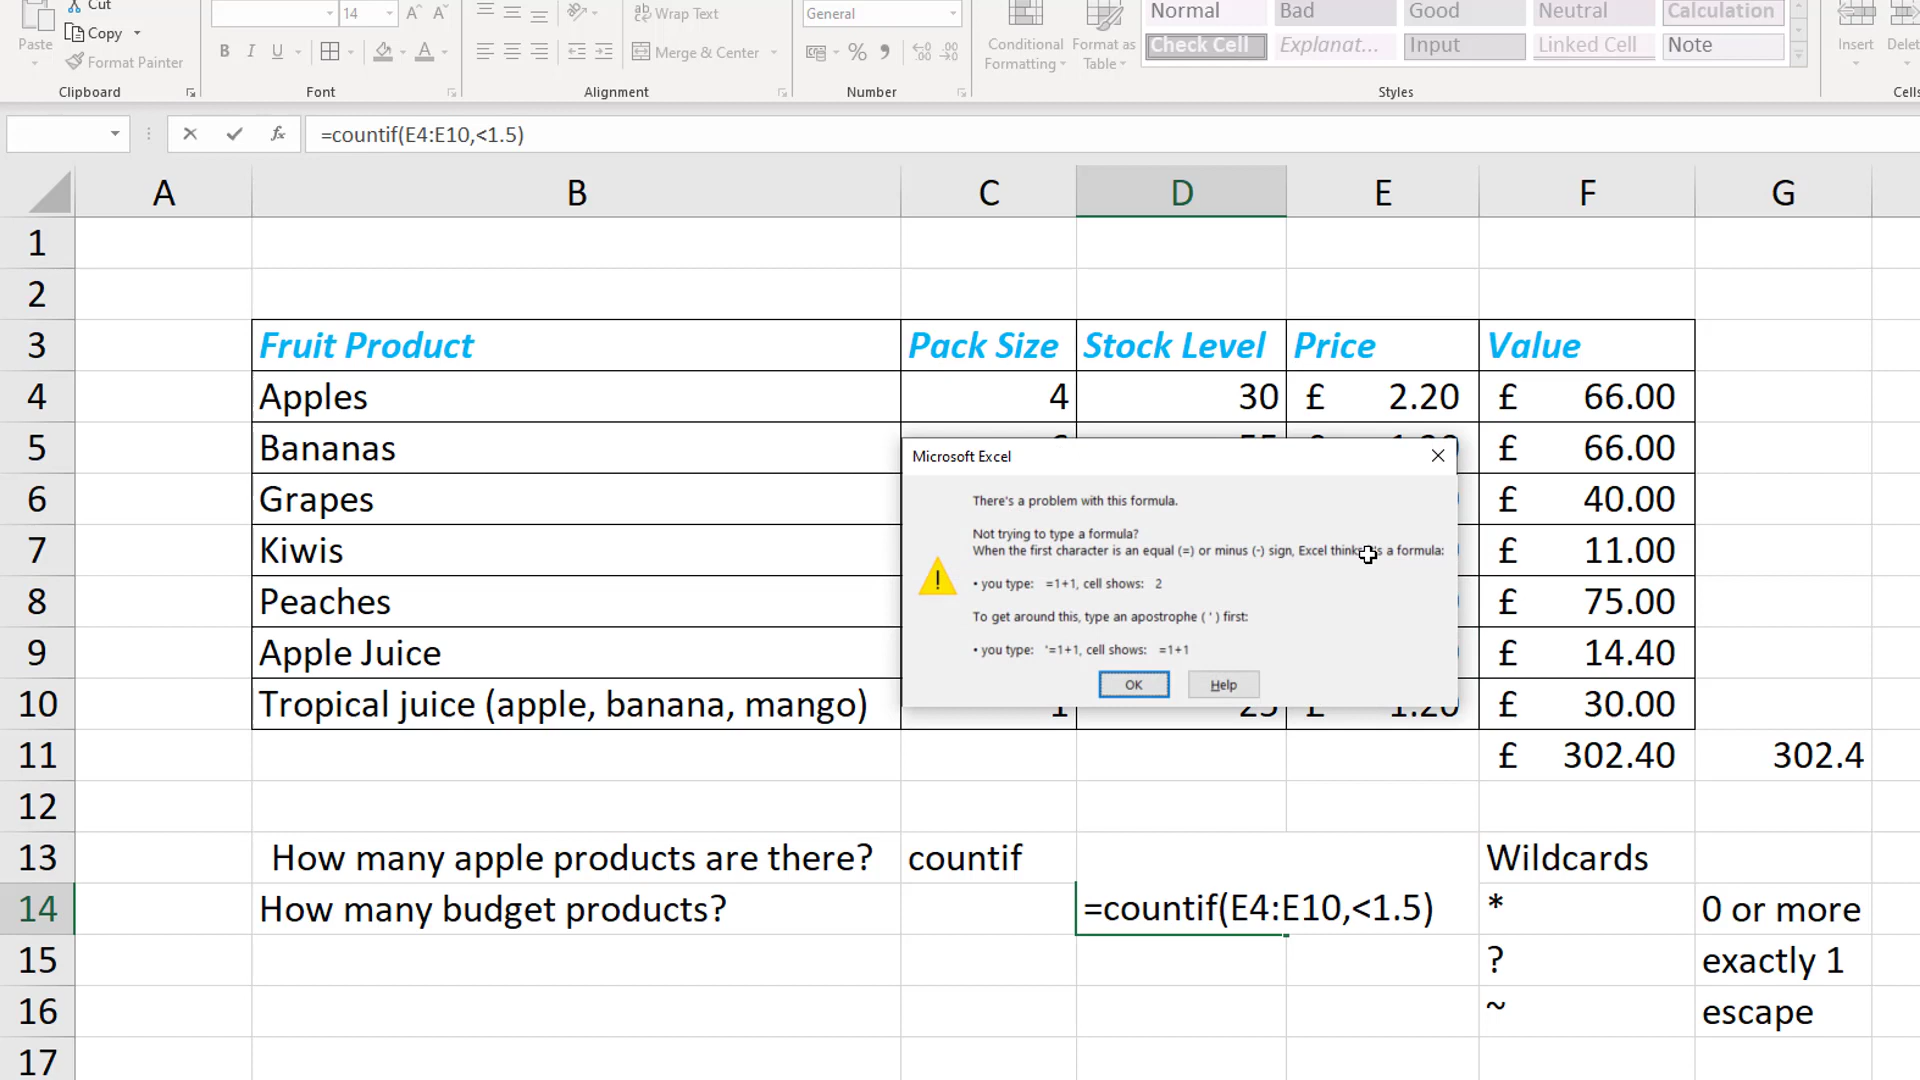 Cut
Copy
Paste
Format Painter
Clipboard
14
A A
B I U
Font
Wrap Text
Merge & Center
Alignment
General
%
Number
Conditional
Formatting
Format as
Table
Normal Bad Good Neutral Calculation
Check Cell Explanat... Input Linked Cell Note
Styles
Insert
Delet
Cells
fx =countif(E4:E10,<1.5)
A B C D E F G
1
2
3 Fruit Product Pack Size Stock Level Price Value
4 Apples 4 30 £ 2.20 £ 66.00
5 Bananas £ 66.00
6 Grapes £ 40.00
7 Kiwis £ 11.00
8 Peaches £ 75.00
9 Apple Juice £ 14.40
10 Tropical juice (apple, banana, mango) 1 25 £ 1.20 £ 30.00
11 £ 302.40 302.4
12
13 How many apple products are there? countif Wildcards
14 How many budget products? =countif(E4:E10,<1.5) * 0 or more
15 ? exactly 1
16 ~ escape
17
Microsoft Excel
There's a problem with this formula.
Not trying to type a formula?
When the first character is an equal (=) or minus (-) sign, Excel thinks a formula:
• you type: =1+1, cell shows: 2
To get around this, type an apostrophe ( ' ) first:
• you type: '=1+1, cell shows: =1+1
OK Help